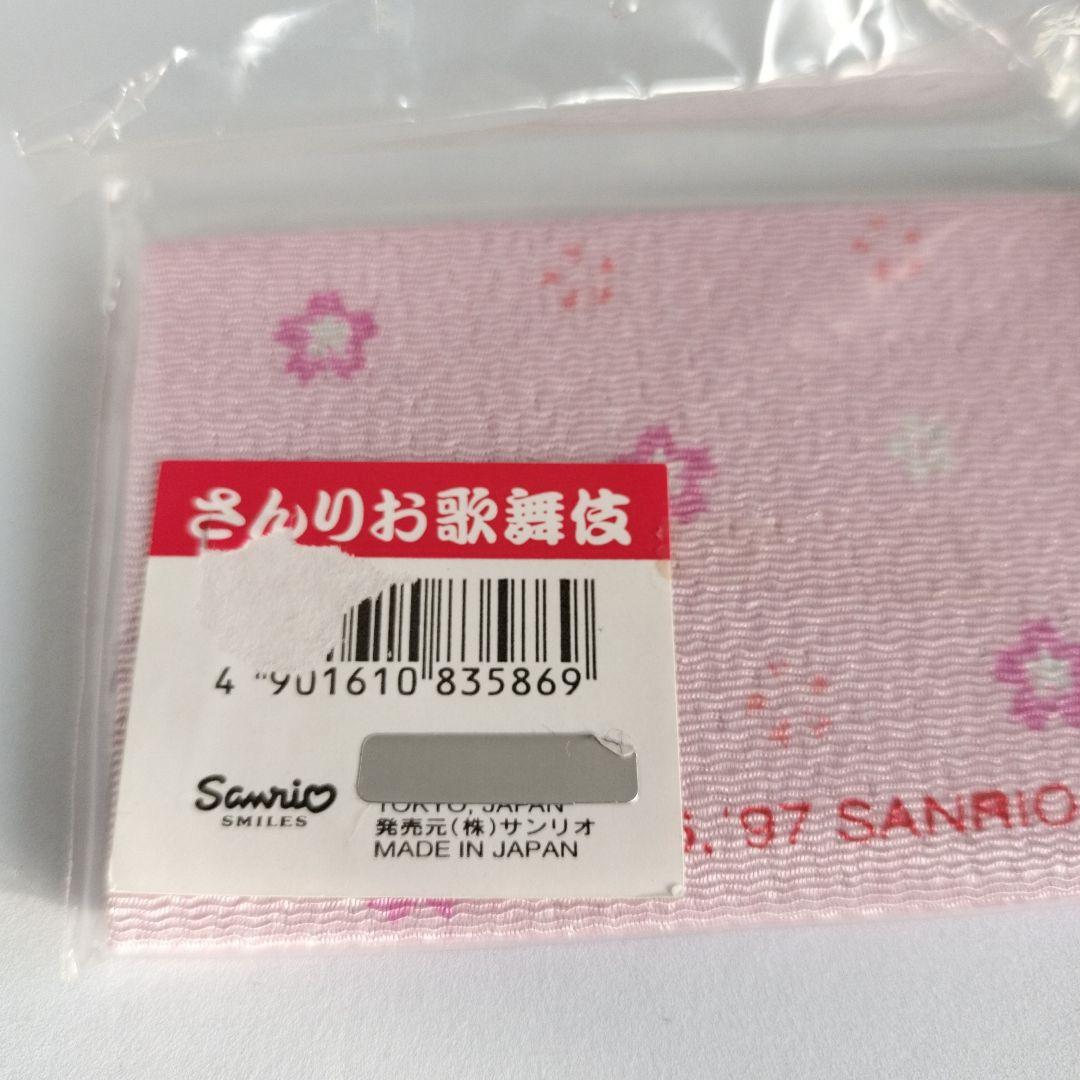 さんりお歌舞伎
4 901610 835869
Sanrio
SMILES
TOKYO, JAPAN
発売元(株)サンリオ
MADE IN JAPAN
'97 SANRIO